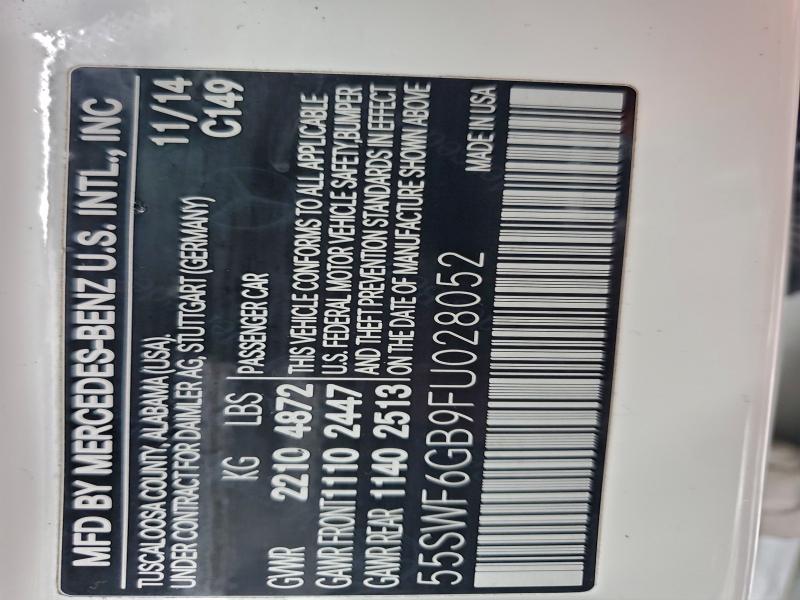 MFD BY MERCEDES-BENZ U.S. INTL., INC
TUSCALOOSA COUNTY, ALABAMA (USA). 11/14
UNDER CONTRACT FOR DAIMLER AG, STUTTGART (GERMANY) C149
KG LBS PASSENGER CAR
GVWR 2210 4872 THIS VEHICLE CONFORMS TO ALL APPLICABLE
GAWR FRONT 1110 2447 U.S. FEDERAL MOTOR VEHICLE SAFETY, BUMPER
GAWR REAR 1140 2513 AND THEFT PREVENTION STANDARDS IN EFFECT
ON THE DATE OF MANUFACTURE SHOWN ABOVE
55SWF6GB9FU028052 MADE IN USA